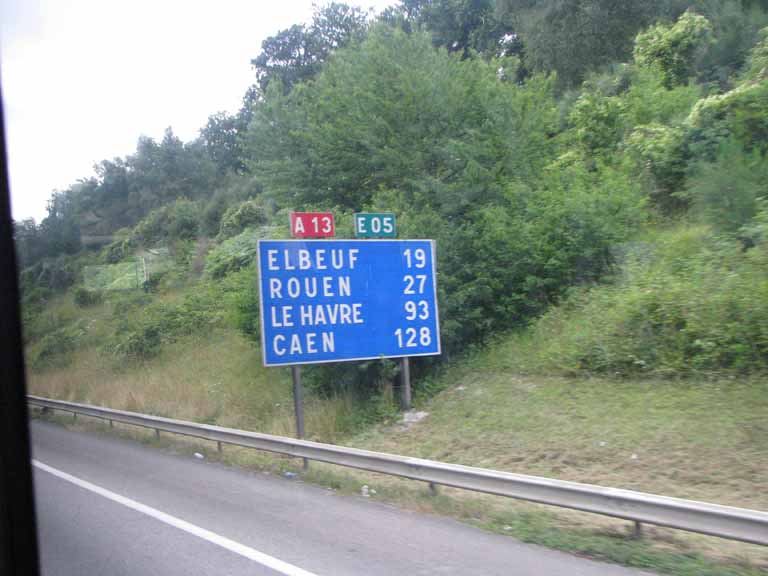 A 13 E 05
ELBEUF 19
ROUEN 27
LE HAVRE 93
CAEN 128